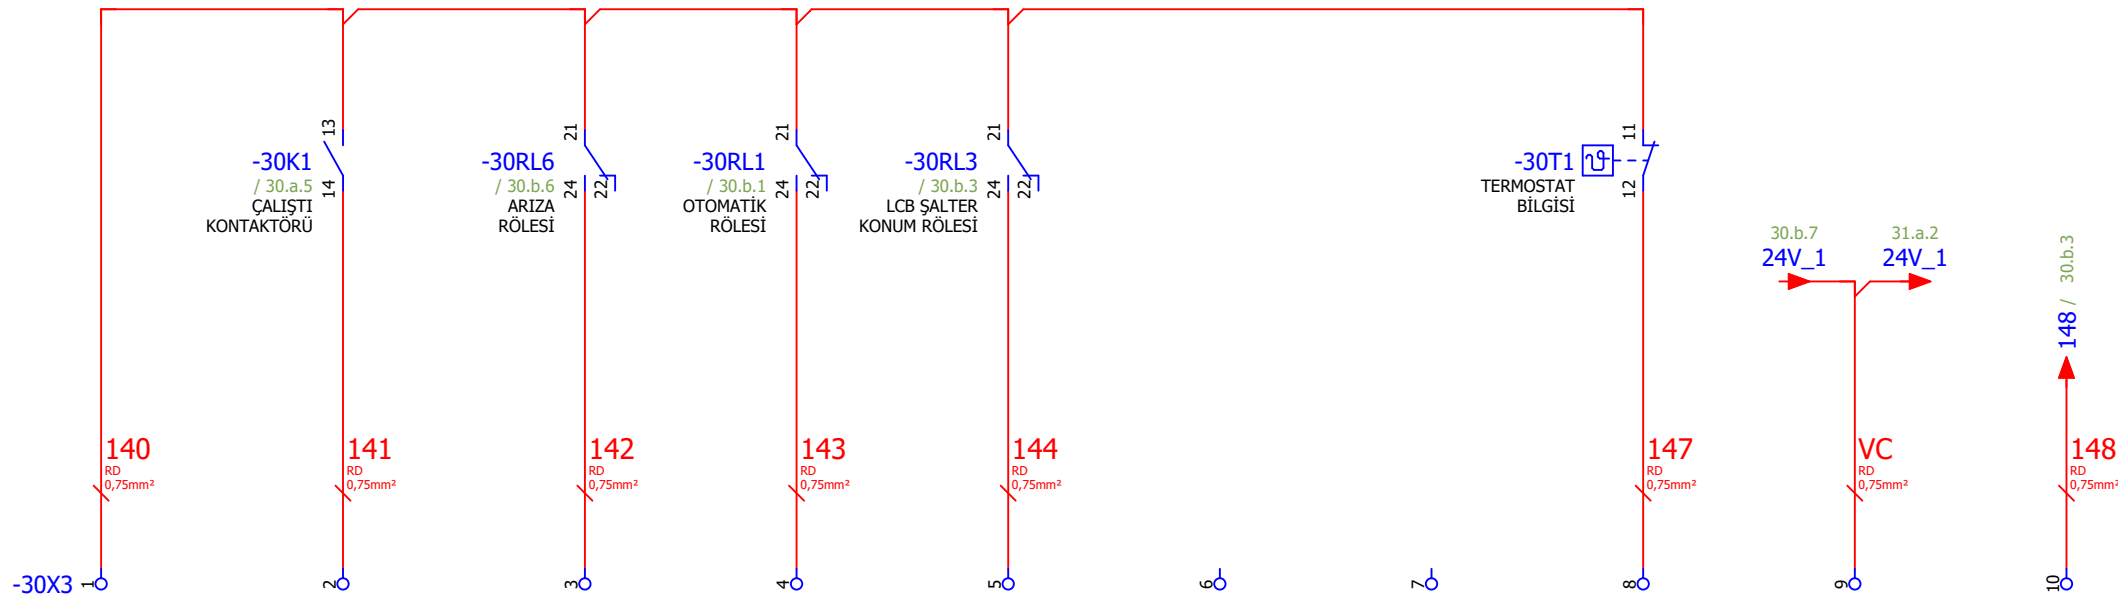 13
-30K1
/ 30.a.5
14
ÇALIŞTI
KONTAKTÖRÜ
21
-30RL6
/ 30.b.6
24
22
ARIZA
RÖLESİ
21
-30RL1
/ 30.b.1
24
22
OTOMATİK
RÖLESİ
21
-30RL3
/ 30.b.3
24
22
LCB ŞALTER
KONUM RÖLESİ
11
-30T1
12
TERMOSTAT
BİLGİSİ
30.b.7
24V_1
31.a.2
24V_1
148 / 30.b.3
140
RD
0,75mm²
141
RD
0,75mm²
142
RD
0,75mm²
143
RD
0,75mm²
144
RD
0,75mm²
147
RD
0,75mm²
VC
RD
0,75mm²
148
RD
0,75mm²
-30X3
1
2
3
4
5
6
7
8
9
10